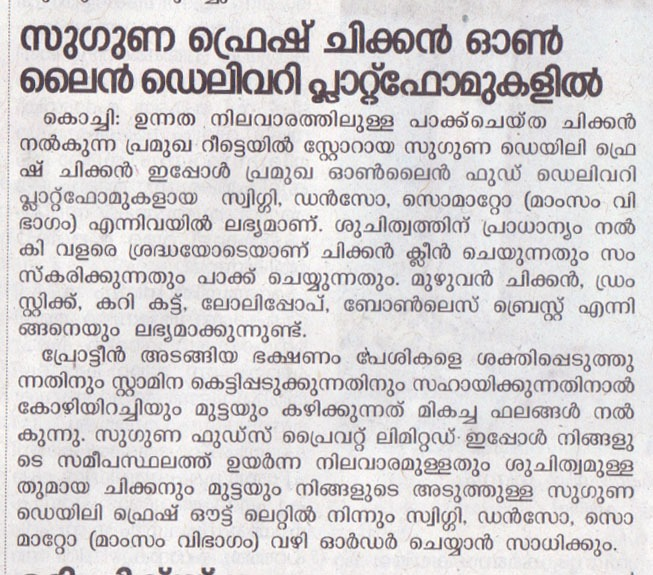 സുഗുണ ഫ്രെഷ് ചിക്കൻ ഓൺ
ലൈൻ ഡെലിവറി പ്ലാറ്റ്ഫോമുകളിൽ
കൊച്ചി: ഉന്നത നിലവാരത്തിലുള്ള പാക്ക്ചെയ്ത ചിക്കൻ
നൽകുന്ന പ്രമുഖ റീട്ടെയിൽ സ്റ്റോറായ സുഗുണ ഡെയിലി ഫ്രെ
ഷ് ചിക്കൻ ഇപ്പോൾ പ്രമുഖ ഓൺലൈൻ ഫുഡ് ഡെലിവറി
പ്ലാറ്റ്ഫോമുകളായ സ്വിഗ്ഗി, ഡൻസോ, സൊമാറ്റോ (മാംസം വി
ഭാഗം) എന്നിവയിൽ ലഭ്യമാണ്. ശുചിത്വത്തിന് പ്രാധാന്യം നൽ
കി വളരെ ശ്രദ്ധയോടെയാണ് ചിക്കൻ ക്ലീൻ ചെയുന്നതും സം
സ്കരിക്കുന്നതും പാക്ക് ചെയ്യുന്നതും. മുഴുവൻ ചിക്കൻ, ഡ്രം
സ്റ്റിക്ക്, കറി കട്ട്, ലോലിപ്പോപ്, ബോൺലെസ് ബ്രെസ്റ്റ് എന്നി
ങ്ങനെയും ലഭ്യമാക്കുന്നുണ്ട്.
പ്രോട്ടീൻ അടങ്ങിയ ഭക്ഷണം പേശികളെ ശക്തിപ്പെടുത്തു
ന്നതിനും സ്റ്റാമിന കെട്ടിപ്പടുക്കുന്നതിനും സഹായിക്കുന്നതിനാൽ
കോഴിയിറച്ചിയും മുട്ടയും കഴിക്കുന്നത് മികച്ച ഫലങ്ങൾ നൽ
കുന്നു. സുഗുണ ഫുഡ്സ് പ്രൈവറ്റ് ലിമിറ്റഡ് ഇപ്പോൾ നിങ്ങളു
ടെ സമീപസ്ഥലത്ത് ഉയർന്ന നിലവാരമുള്ളതും ശുചിത്വമുള്ള
തുമായ ചിക്കനും മുട്ടയും നിങ്ങളുടെ അടുത്തുള്ള സുഗുണ
ഡെയിലി ഫ്രെഷ് ഔട്ട് ലെറ്റിൽ നിന്നും സ്വിഗ്ഗി, ഡൻസോ, സൊ
മാറ്റോ (മാംസം വിഭാഗം) വഴി ഓർഡർ ചെയ്യാൻ സാധിക്കും.